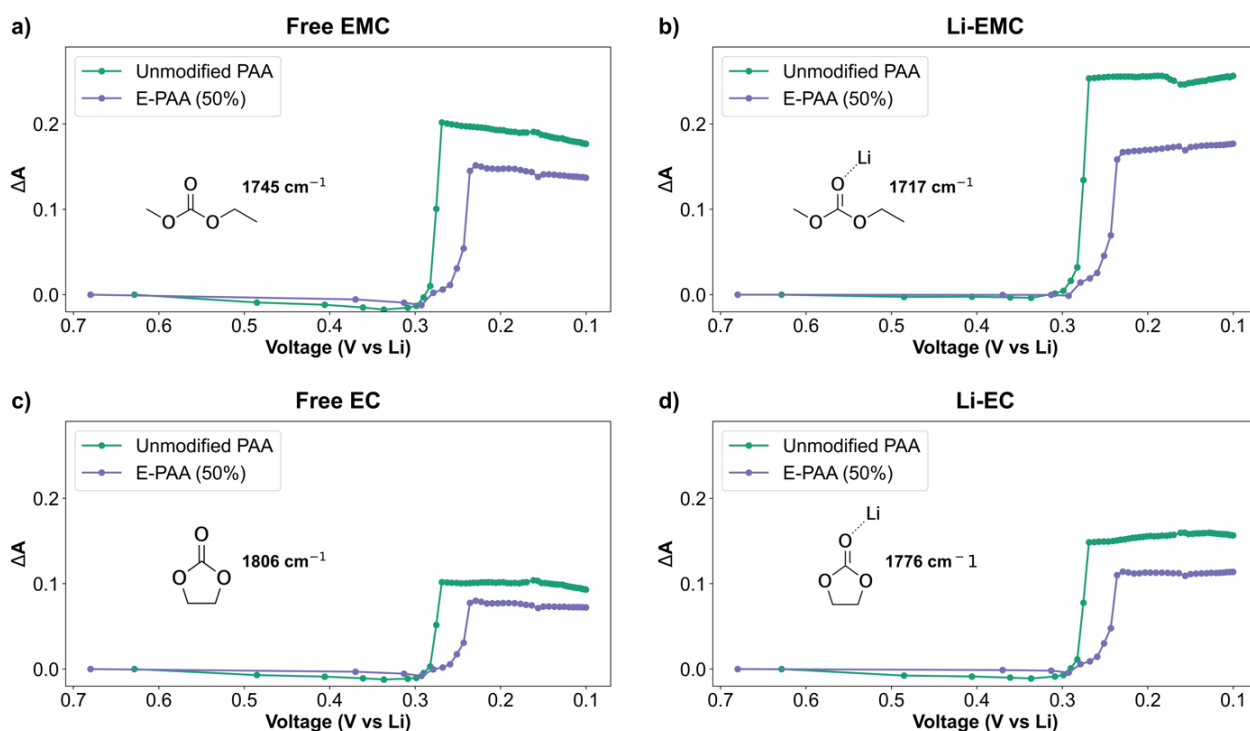 a) Free EMC
Unmodified PAA
E-PAA (50%)
0.2
ΔA
0.1
0.0
O
O
O
1745 cm⁻¹
0.7 0.6 0.5 0.4 0.3 0.2 0.1
Voltage (V vs Li)
b) Li-EMC
Unmodified PAA
E-PAA (50%)
0.2
ΔA
0.1
0.0
Li
O
O
O
1717 cm⁻¹
0.7 0.6 0.5 0.4 0.3 0.2 0.1
Voltage (V vs Li)
c) Free EC
Unmodified PAA
E-PAA (50%)
0.2
ΔA
0.1
0.0
O
O
O
1806 cm⁻¹
0.7 0.6 0.5 0.4 0.3 0.2 0.1
Voltage (V vs Li)
d) Li-EC
Unmodified PAA
E-PAA (50%)
0.2
ΔA
0.1
0.0
Li
O
O
O
1776 cm − 1
0.7 0.6 0.5 0.4 0.3 0.2 0.1
Voltage (V vs Li)